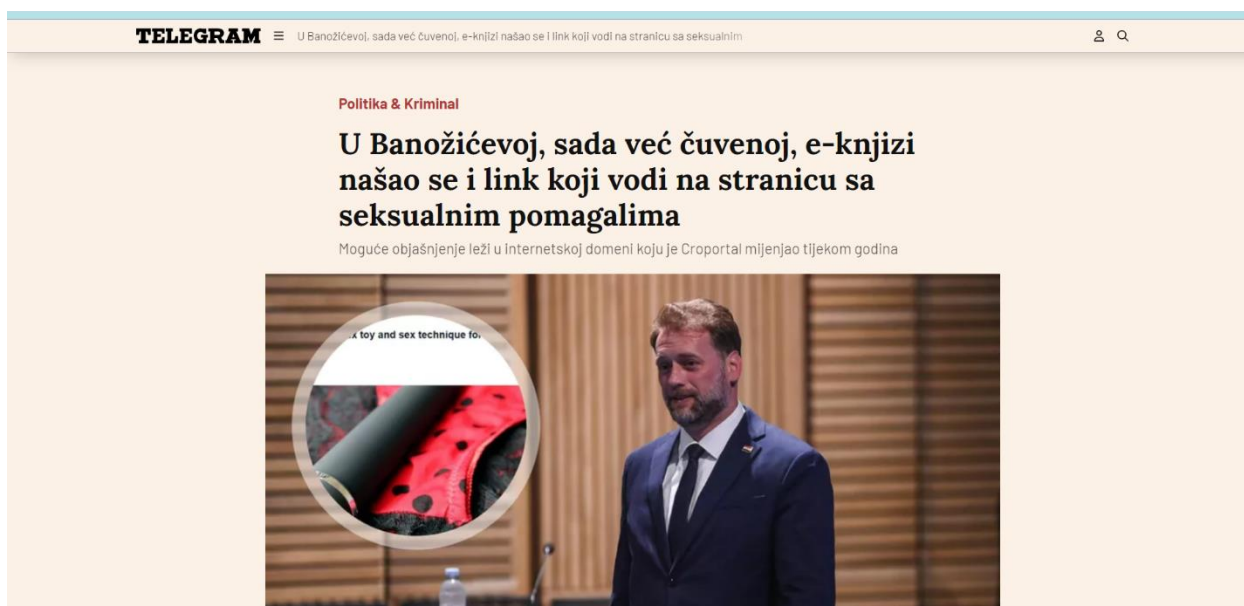 TELEGRAM
U Banožićevoj, sada već čuvenoj, e-knjizi našao se i link koji vodi na stranicu sa seksualnim
Politika & Kriminal
U Banožićevoj, sada već čuvenoj, e-knjizi
našao se i link koji vodi na stranicu sa
seksualnim pomagalima
Moguće objašnjenje leži u internetskoj domeni koju je Croportal mijenjao tijekom godina
toy and sex technique